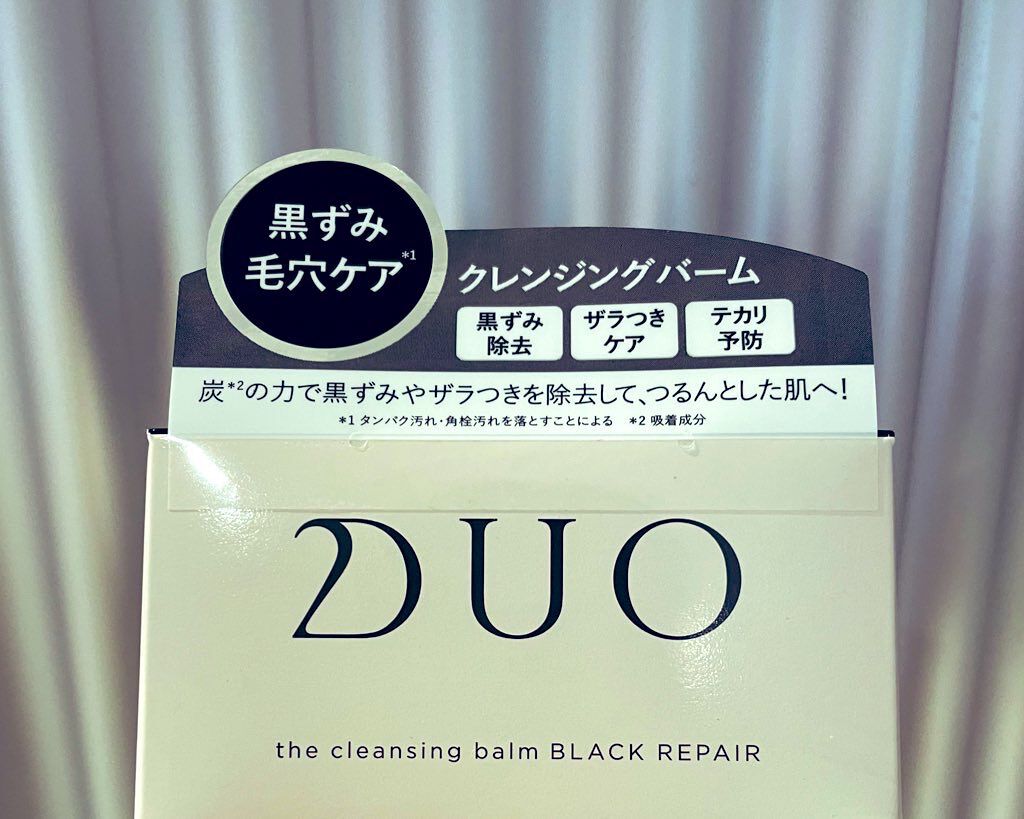 黒ずみ
毛穴ケア*1
クレンジングバーム
黒ずみ
除去
ザラつき
ケア
テカリ
予防
炭*2の力で黒ずみやザラつきを除去して、つるんとした肌へ!
*1 タンパク汚れ・角栓汚れを落とすことによる *2 吸着成分
DUO
the cleansing balm BLACK REPAIR